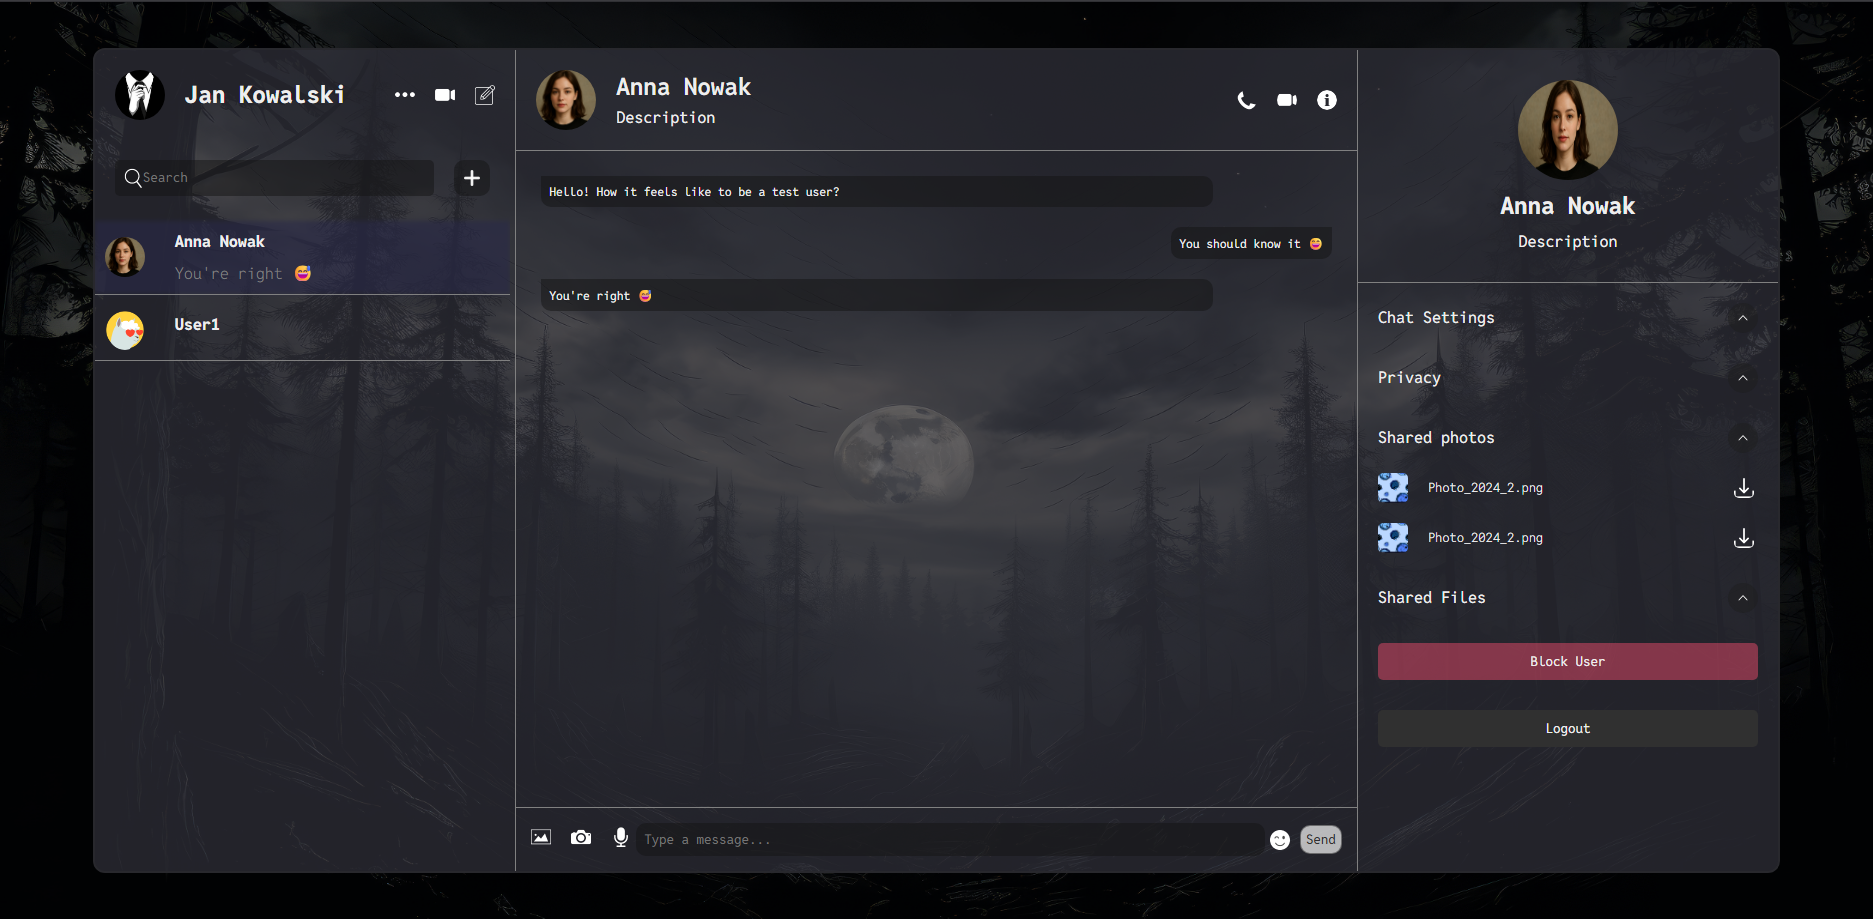 Jan Kowalski
Search
Anna Nowak
You're right 😅
User1
Anna Nowak
Description
Hello! How it feels like to be a test user?
You should know it 😄
You're right 😅
Type a message...
Send
Anna Nowak
Description
Chat Settings
Privacy
Shared photos
Photo_2024_2.png
Photo_2024_2.png
Shared Files
Block User
Logout